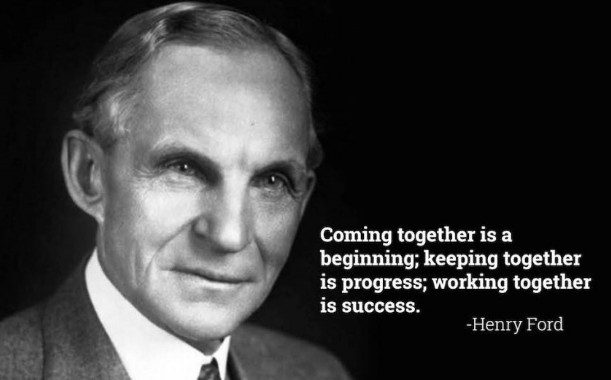 Coming together is a
beginning; keeping together
is progress; working together
is success.
-Henry Ford